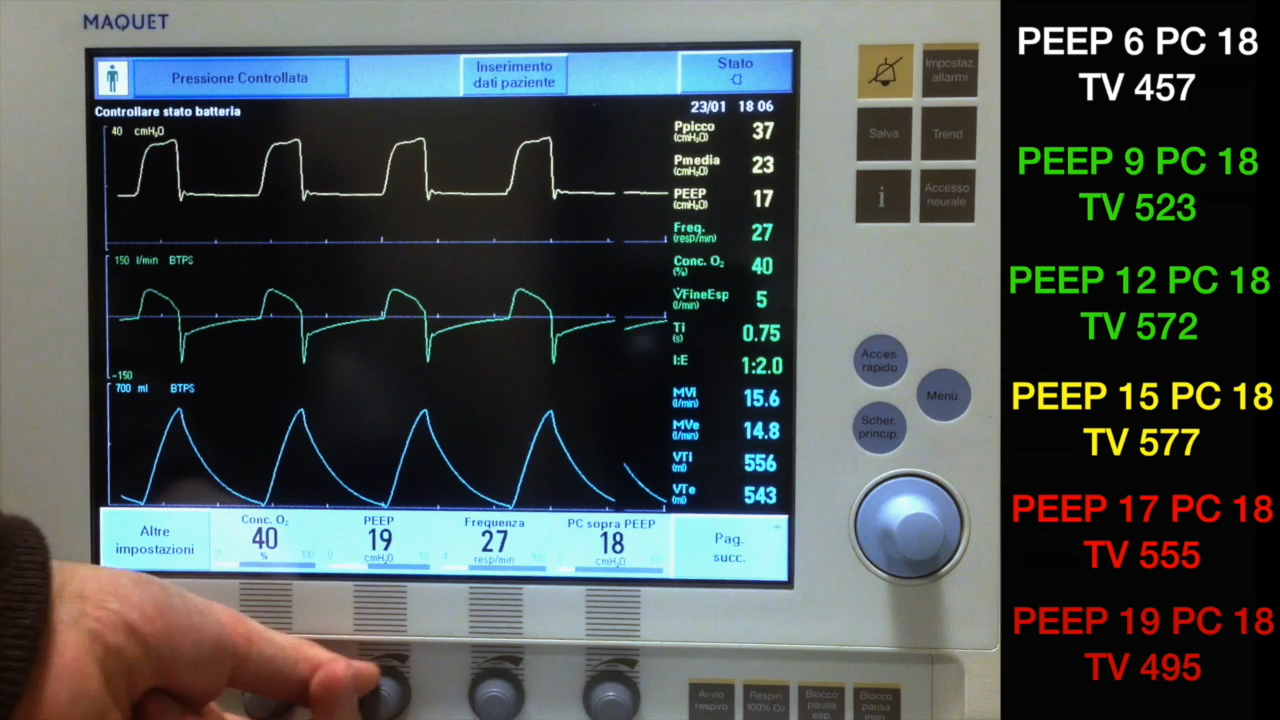 MAQUET
Pressione Controllata
Inserimento
dati paziente
Stato
Controllare stato batteria
23/01 18 06
40 cmH₂O
Ppicco
(cmH₂O)
37
Pmedia
(cmH₂O)
23
PEEP
(cmH₂O)
17
Freq.
(resp/min)
27
150 l/min BTPS
Conc. O₂
(%)
40
V̇FineEsp
(l/min)
5
Ti
(s)
0.75
I:E
1:2.0
-150
700 ml BTPS
MVi
(l/min)
15.6
MVe
(l/min)
14.8
VTi
(ml)
556
VTe
(ml)
543
Altre
impostazioni
Conc. O₂
40
%
100
PEEP
19
cmH₂O
0
50
Frequenza
27
resp/min
4
100
PC sopra PEEP
18
cmH₂O
100
Pag.
succ.
Impostaz.
allarmi
Salva
Trend
i
Accesso
neurale
Acces.
rapido
Menú
Scher.
princip.
Avvio
respiro
Respiri
100% O₂
Blocco
pausa
esp.
Blocco
pausa
insp.
PEEP 6 PC 18
TV 457
PEEP 9 PC 18
TV 523
PEEP 12 PC 18
TV 572
PEEP 15 PC 18
TV 577
PEEP 17 PC 18
TV 555
PEEP 19 PC 18
TV 495